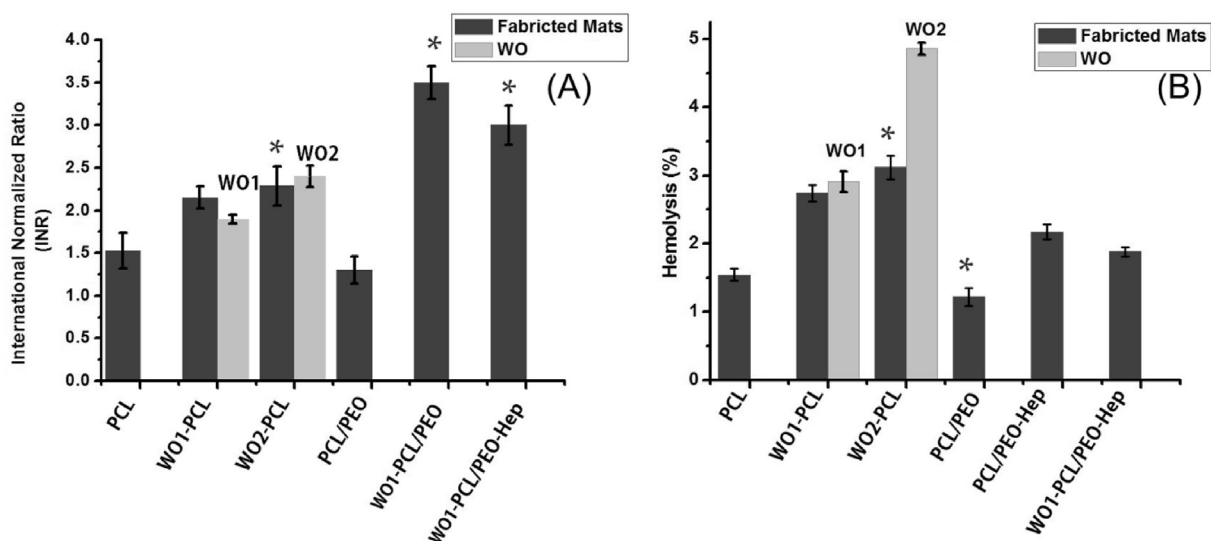 Fabricted Mats
WO
(A)
International Normalized Ratio
(INR)
4.0
3.5
3.0
2.5
2.0
1.5
1.0
0.5
0.0
*
*
*
WO1
WO2
PCL
WO1-PCL
WO2-PCL
PCL/PEO
WO1-PCL/PEO
WO1-PCL/PEO-Hep
Fabricted Mats
WO
(B)
Hemolysis (%)
5
4
3
2
1
0
WO2
WO1
*
*
PCL
WO1-PCL
WO2-PCL
PCL/PEO
PCL/PEO-Hep
WO1-PCL/PEO-Hep